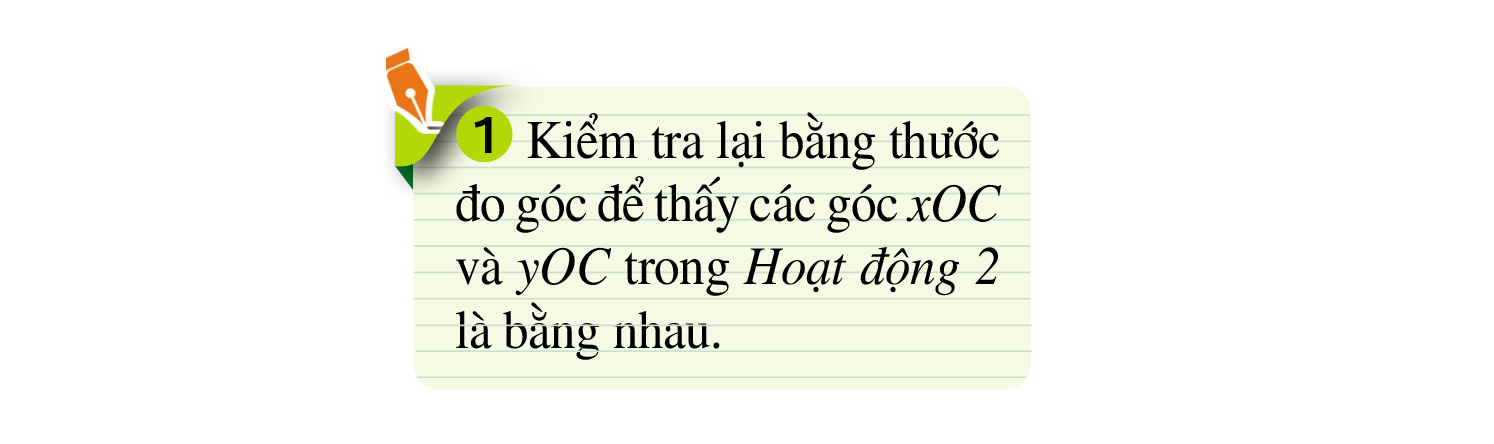 1 Kiểm tra lại bằng thước
đo góc để thấy các góc xOC
và yOC trong Hoạt động 2
là bằng nhau.